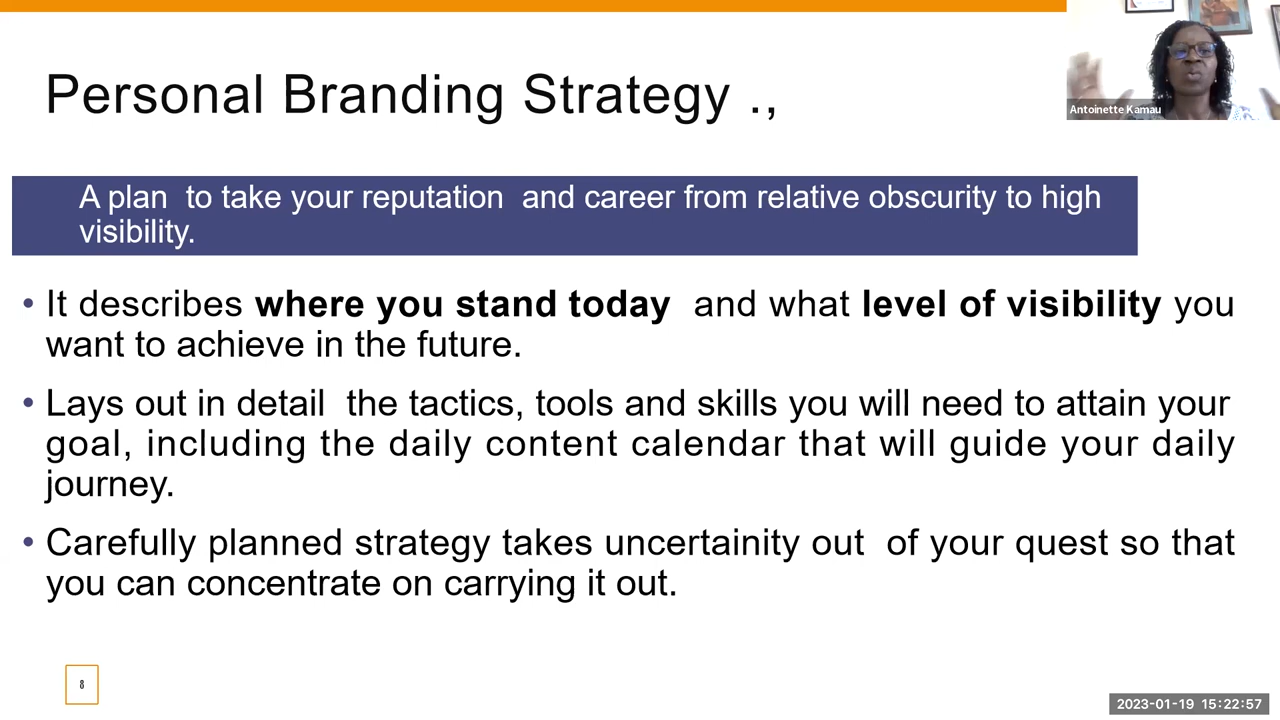 Personal Branding Strategy .,
Antoinette Kamau
A plan to take your reputation and career from relative obscurity to high
visibility.
• It describes where you stand today and what level of visibility you
want to achieve in the future.
• Lays out in detail the tactics, tools and skills you will need to attain your
goal, including the daily content calendar that will guide your daily
journey.
• Carefully planned strategy takes uncertainity out of your quest so that
you can concentrate on carrying it out.
8
2023-01-19 15:22:57